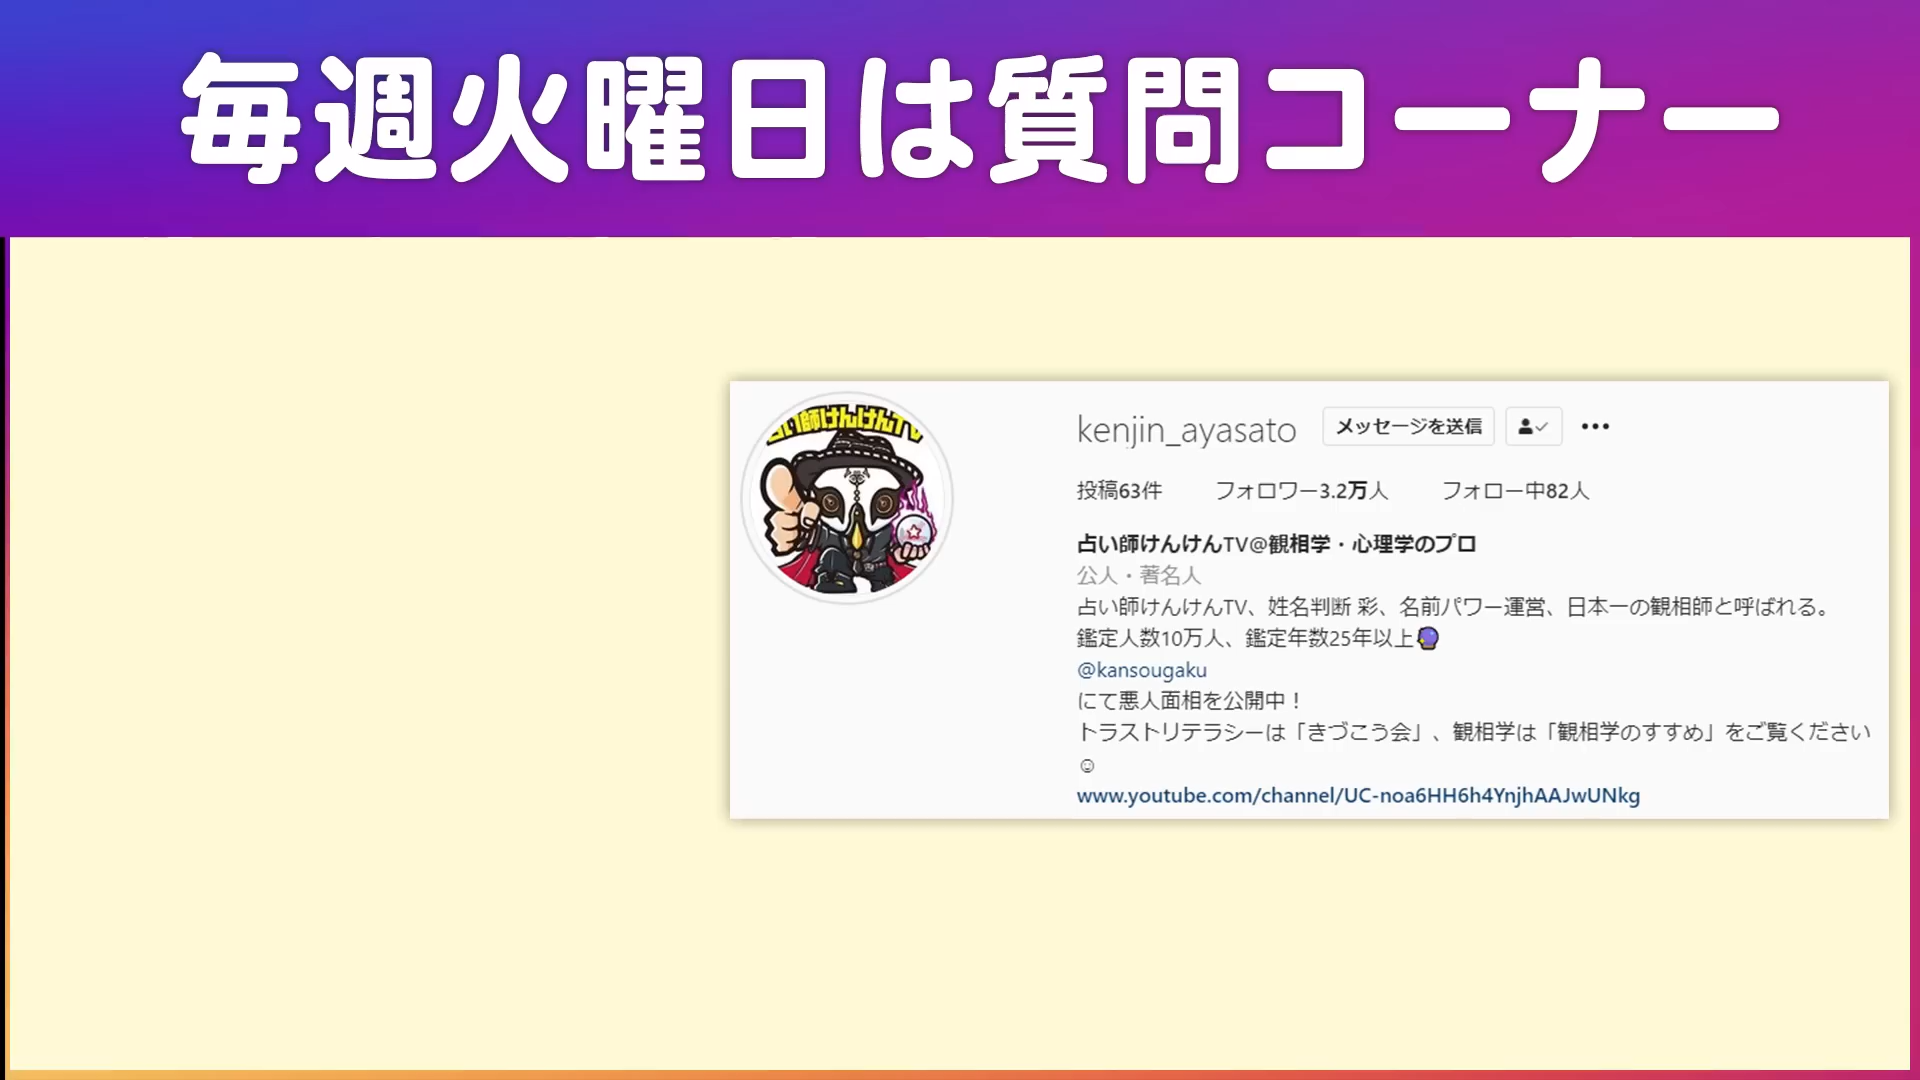 毎週火曜日は質問コーナー
占い師けんけんTV
kenjin_ayasato メッセージを送信
投稿63件 フォロワー3.2万人 フォロー中82人
占い師けんけんTV@観相学・心理学のプロ
公人・著名人
占い師けんけんTV、姓名判断 彩、名前パワー運営、日本一の観相師と呼ばれる。
鑑定人数10万人、鑑定年数25年以上🔮
@kansougaku
にて悪人面相を公開中！
トラストリテラシーは「きづこう会」、観相学は「観相学のすすめ」をご覧ください
☺
www.youtube.com/channel/UC-noa6HH6h4YnjhAAJwUNkg